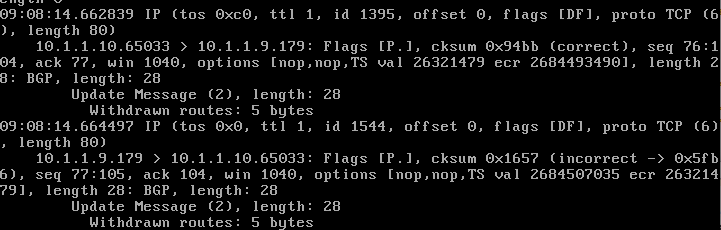 ength 0
09:08:14.662839 IP (tos 0xc0, ttl 1, id 1395, offset 0, flags [DF], proto TCP (6
), length 80)
    10.1.1.10.65033 > 10.1.1.9.179: Flags [P.], cksum 0x94bb (correct), seq 76:1
04, ack 77, win 1040, options [nop,nop,TS val 26321479 ecr 2684493490], length 2
8: BGP, length: 28
        Update Message (2), length: 28
          Withdrawn routes: 5 bytes
09:08:14.664497 IP (tos 0x0, ttl 1, id 1544, offset 0, flags [DF], proto TCP (6)
, length 80)
    10.1.1.9.179 > 10.1.1.10.65033: Flags [P.], cksum 0x1657 (incorrect -> 0x5fb
6), seq 77:105, ack 104, win 1040, options [nop,nop,TS val 2684507035 ecr 263214
79], length 28: BGP, length: 28
        Update Message (2), length: 28
          Withdrawn routes: 5 bytes